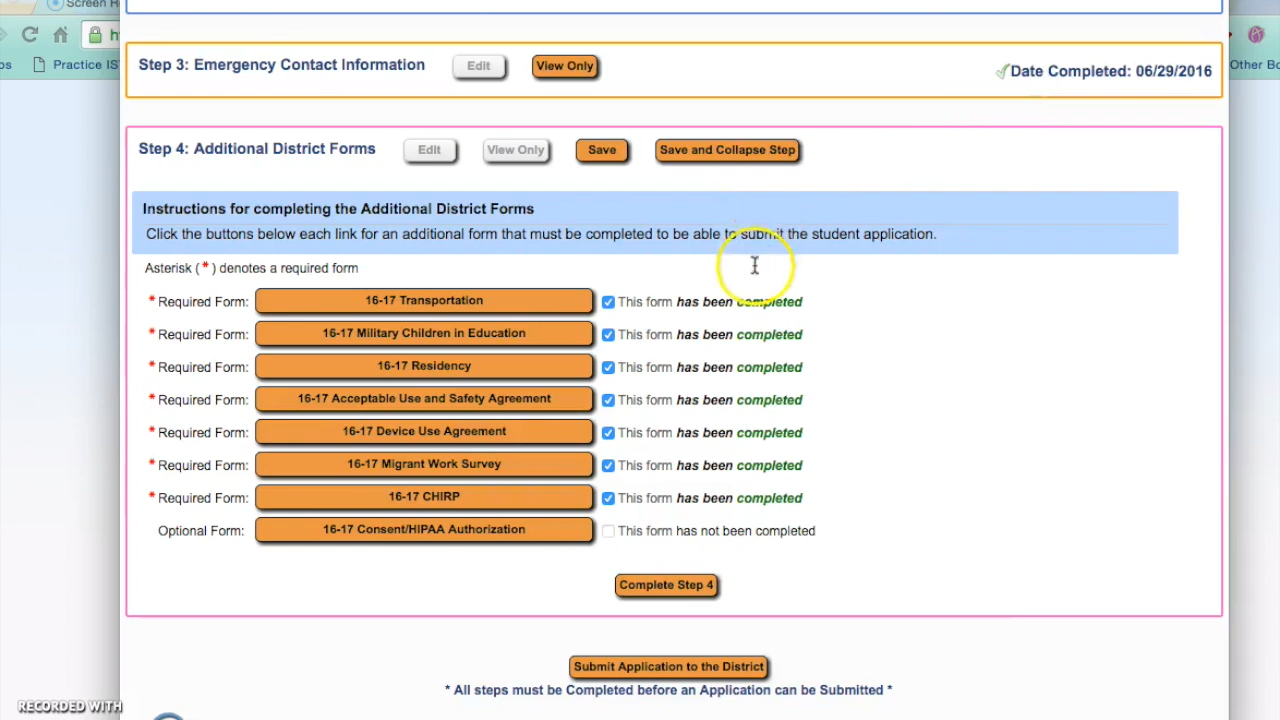 Screen R
h
ps
Practice IS
Other Bo
Step 3: Emergency Contact Information
Edit
View Only
Date Completed: 06/29/2016
Step 4: Additional District Forms
Edit
View Only
Save
Save and Collapse Step
Instructions for completing the Additional District Forms
Click the buttons below each link for an additional form that must be completed to be able to submit the student application.
Asterisk ( * ) denotes a required form
* Required Form: 16-17 Transportation This form has been completed
* Required Form: 16-17 Military Children in Education This form has been completed
* Required Form: 16-17 Residency This form has been completed
* Required Form: 16-17 Acceptable Use and Safety Agreement This form has been completed
* Required Form: 16-17 Device Use Agreement This form has been completed
* Required Form: 16-17 Migrant Work Survey This form has been completed
* Required Form: 16-17 CHIRP This form has been completed
Optional Form: 16-17 Consent/HIPAA Authorization This form has not been completed
Complete Step 4
Submit Application to the District
* All steps must be Completed before an Application can be Submitted *
RECORDED WITH